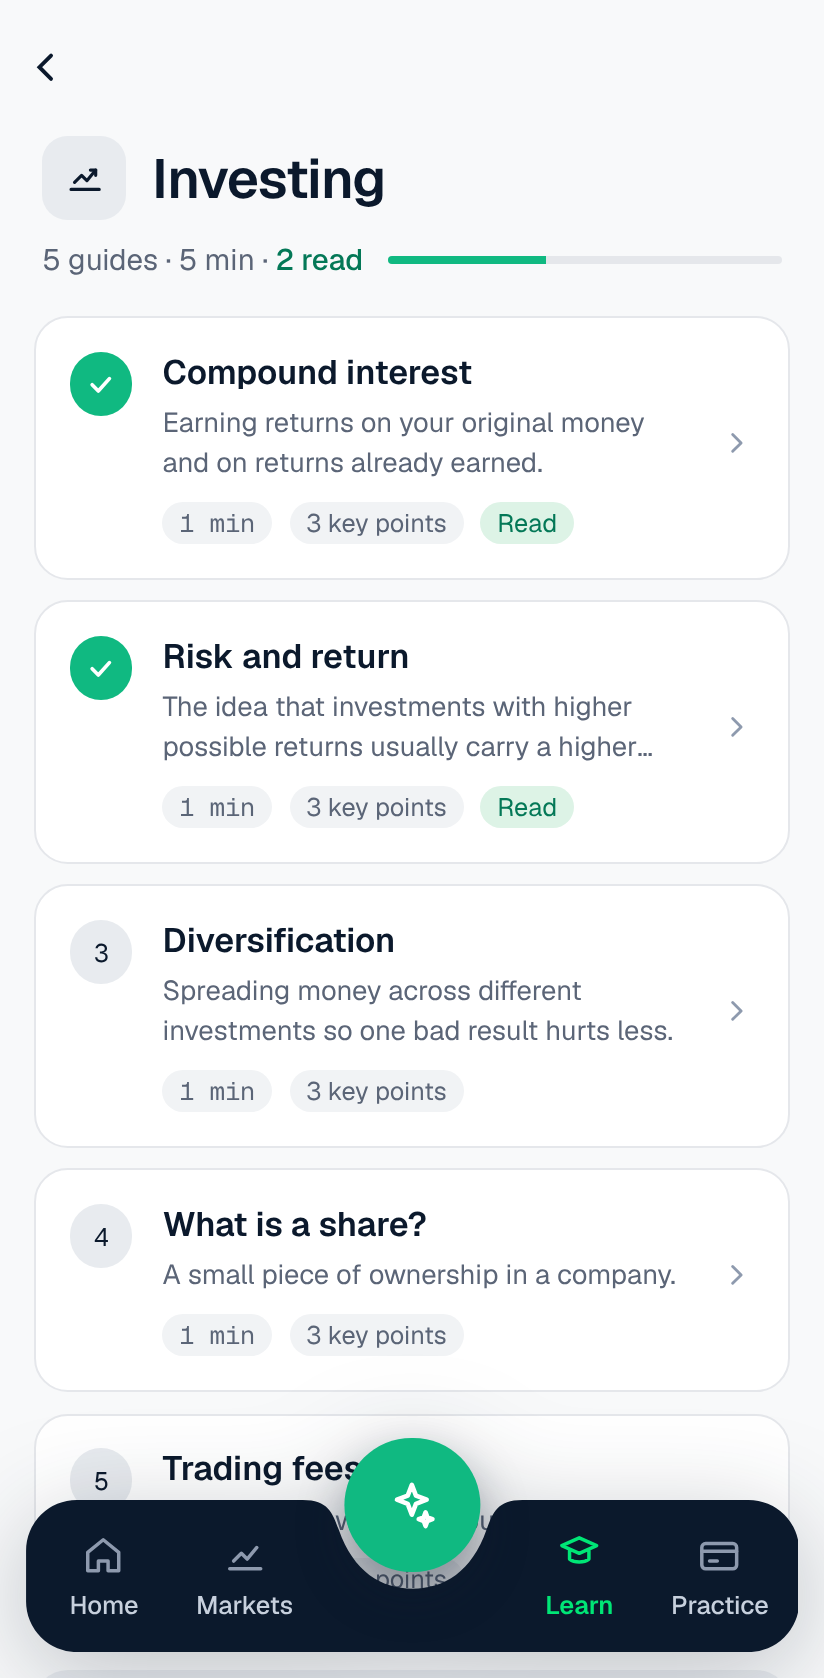 Investing
5 guides · 5 min · 2 read
Compound interest
Earning returns on your original money
and on returns already earned.
1 min
3 key points
Read
Risk and return
The idea that investments with higher
possible returns usually carry a higher...
1 min
3 key points
Read
3
Diversification
Spreading money across different
investments so one bad result hurts less.
1 min
3 key points
4
What is a share?
A small piece of ownership in a company.
1 min
3 key points
5
Trading fees
points
Home
Markets
Learn
Practice